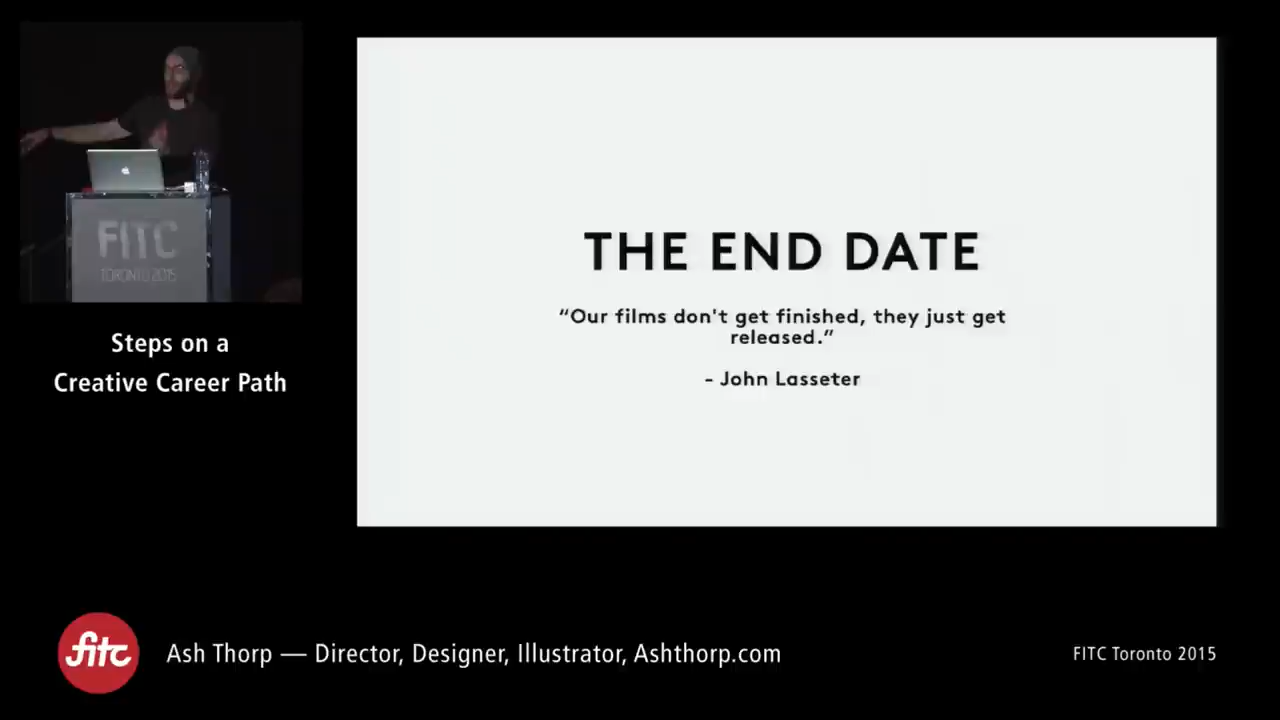 FITC
TORONTO 2015
Steps on a
Creative Career Path
THE END DATE
“Our films don't get finished, they just get
released.”
- John Lasseter
fitc
Ash Thorp — Director, Designer, Illustrator, Ashthorp.com
FITC Toronto 2015